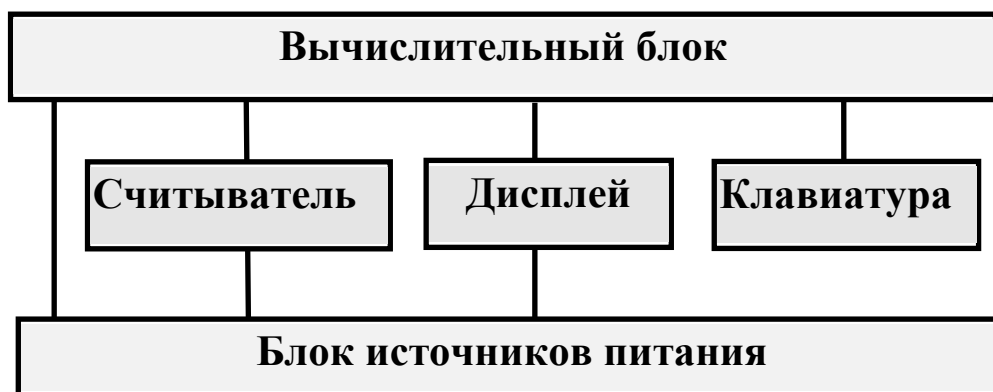 Вычислительный блок
Считыватель
Дисплей
Клавиатура
Блок источников питания